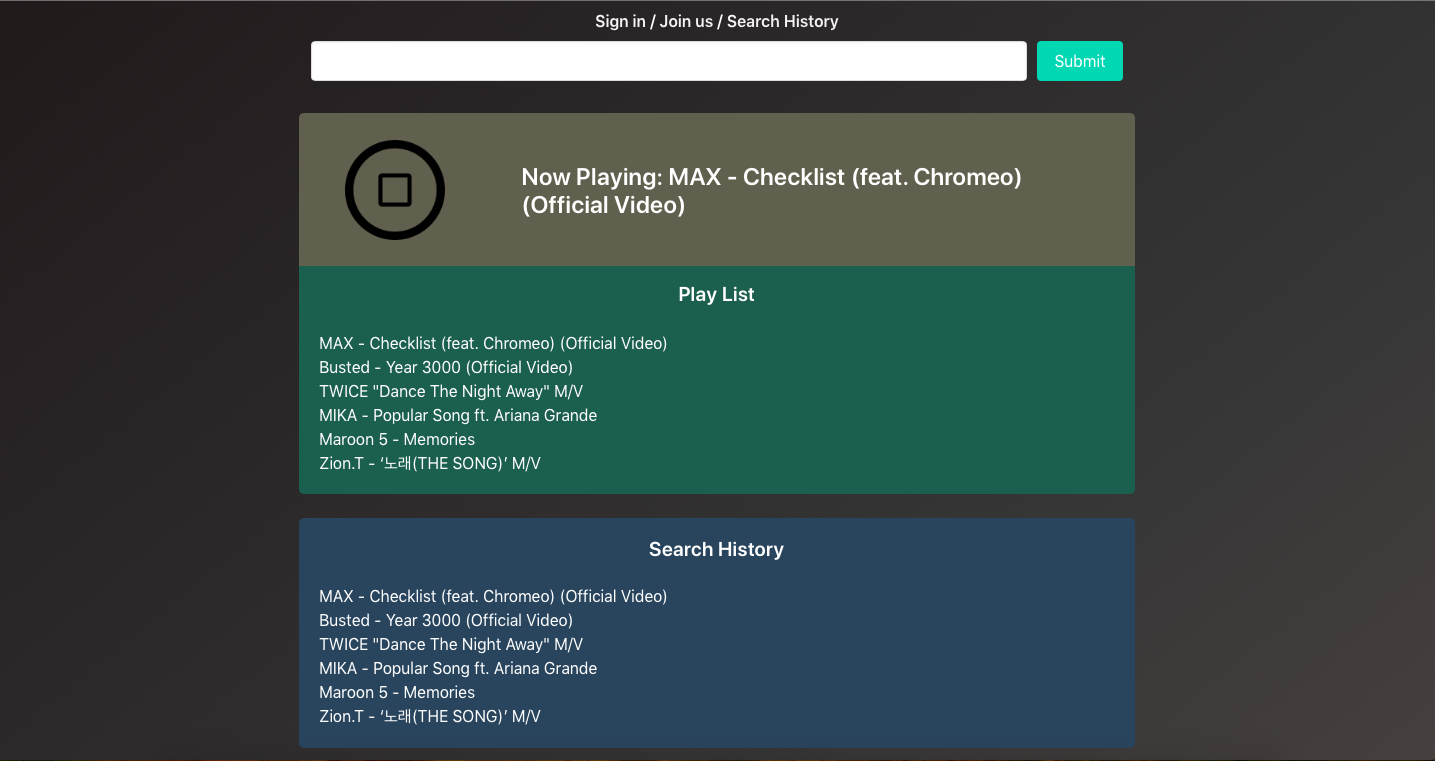 Sign in / Join us / Search History
Submit
Now Playing: MAX - Checklist (feat. Chromeo)
(Official Video)
Play List
MAX - Checklist (feat. Chromeo) (Official Video)
Busted - Year 3000 (Official Video)
TWICE "Dance The Night Away" M/V
MIKA - Popular Song ft. Ariana Grande
Maroon 5 - Memories
Zion.T - ‘노래(THE SONG)’ M/V
Search History
MAX - Checklist (feat. Chromeo) (Official Video)
Busted - Year 3000 (Official Video)
TWICE "Dance The Night Away" M/V
MIKA - Popular Song ft. Ariana Grande
Maroon 5 - Memories
Zion.T - ‘노래(THE SONG)’ M/V